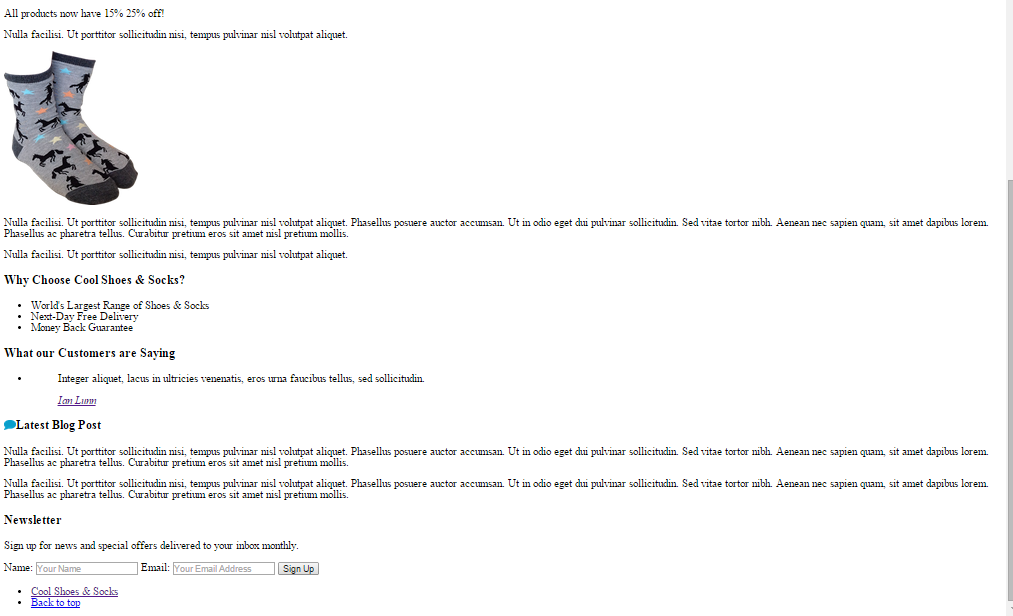 All products now have 15% 25% off!
Nulla facilisi. Ut porttitor sollicitudin nisi, tempus pulvinar nisl volutpat aliquet.
Nulla facilisi. Ut porttitor sollicitudin nisi, tempus pulvinar nisl volutpat aliquet. Phasellus posuere auctor accumsan. Ut in odio eget dui pulvinar sollicitudin. Sed vitae tortor nibh. Aenean nec sapien quam, sit amet dapibus lorem.
Phasellus ac pharetra tellus. Curabitur pretium eros sit amet nisl pretium mollis.
Nulla facilisi. Ut porttitor sollicitudin nisi, tempus pulvinar nisl volutpat aliquet.
Why Choose Cool Shoes & Socks?
World's Largest Range of Shoes & Socks
Next-Day Free Delivery
Money Back Guarantee
What our Customers are Saying
Integer aliquet, lacus in ultricies venenatis, eros urna faucibus tellus, sed sollicitudin.
Ian Lunn
Latest Blog Post
Nulla facilisi. Ut porttitor sollicitudin nisi, tempus pulvinar nisl volutpat aliquet. Phasellus posuere auctor accumsan. Ut in odio eget dui pulvinar sollicitudin. Sed vitae tortor nibh. Aenean nec sapien quam, sit amet dapibus lorem.
Phasellus ac pharetra tellus. Curabitur pretium eros sit amet nisl pretium mollis.
Nulla facilisi. Ut porttitor sollicitudin nisi, tempus pulvinar nisl volutpat aliquet. Phasellus posuere auctor accumsan. Ut in odio eget dui pulvinar sollicitudin. Sed vitae tortor nibh. Aenean nec sapien quam, sit amet dapibus lorem.
Phasellus ac pharetra tellus. Curabitur pretium eros sit amet nisl pretium mollis.
Newsletter
Sign up for news and special offers delivered to your inbox monthly.
Name: Your Name Email: Your Email Address Sign Up
Cool Shoes & Socks
Back to top